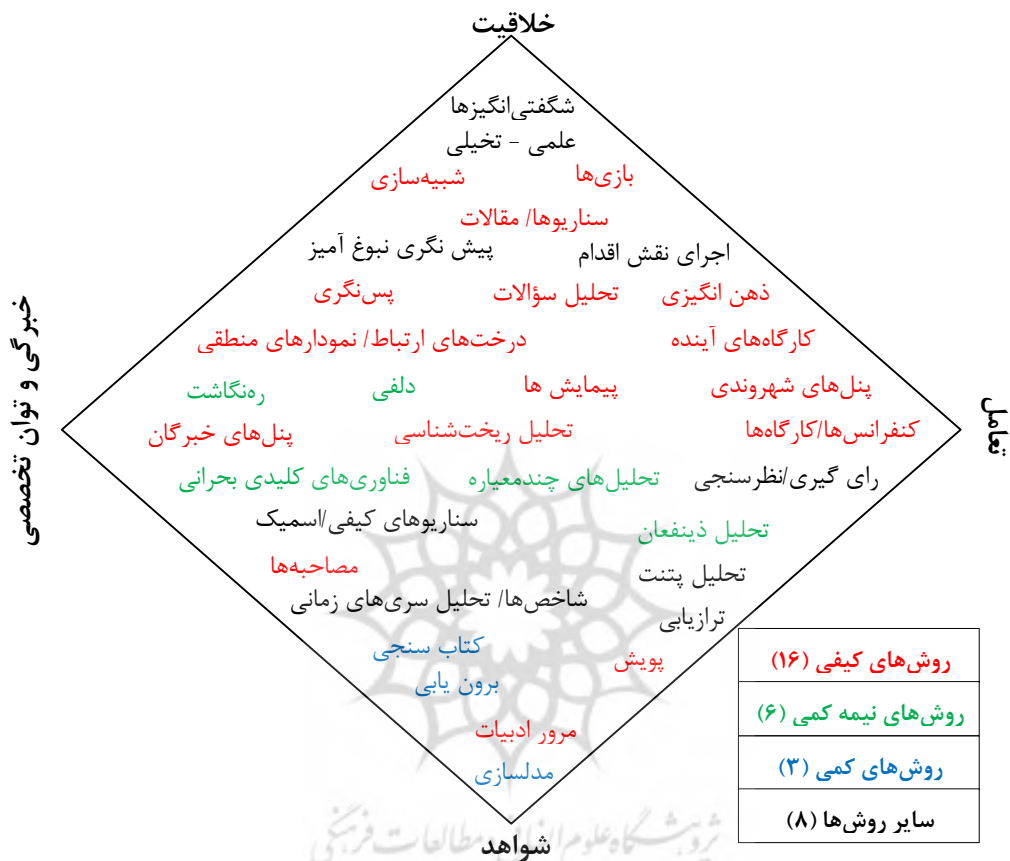 خلاقیت
شگفتی‌انگیزها
علمی - تخیلی
بازی‌ها
شبیه‌سازی
سناریوها/ مقالات
اجرای نقش اقدام
پیش نگری نبوغ آمیز
ذهن انگیزی
تحلیل سؤالات
پس‌نگری
کارگاه‌های آینده
درخت‌های ارتباط/ نمودارهای منطقی
پنل‌های شهروندی
پیمایش ها
دلفی
ره‌نگاشت
تعامل
خبرگی و توان تخصصی
کنفرانس‌ها/کارگاه‌ها
تحلیل ریخت‌شناسی
پنل‌های خبرگان
رای گیری/نظرسنجی
تحلیل‌های چندمعیاره
فناوری‌های کلیدی بحرانی
سناریوهای کیفی/اسمیک
تحلیل ذینفعان
مصاحبه‌ها
تحلیل پتنت
شاخص‌ها/ تحلیل سری‌های زمانی
ترازیابی
کتاب سنجی
پویش
برون یابی
مرور ادبیات
مدلسازی
شواهد
روش‌های کیفی (۱۶)
روش‌های نیمه کمی (۶)
روش‌های کمی (۳)
سایر روش‌ها (۸)
پژوهشگاه علوم انسانی و مطالعات فرهنگی